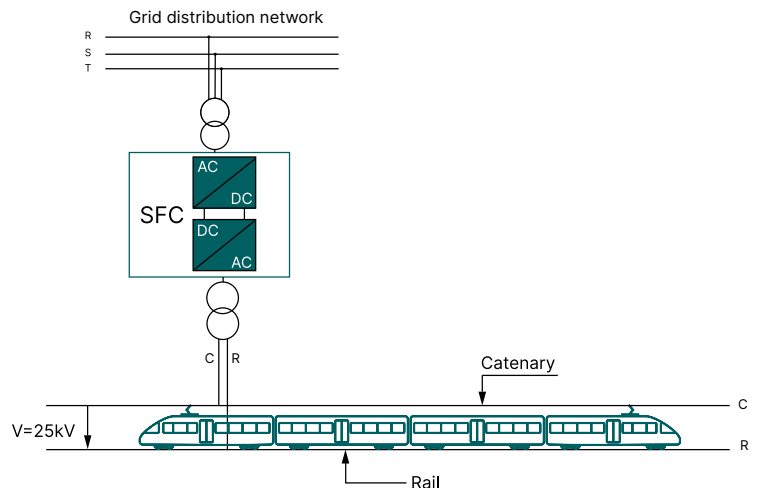 Grid distribution network
R
S
T
AC
DC
SFC
DC
AC
C R
Catenary
C
V=25kV
R
Rail